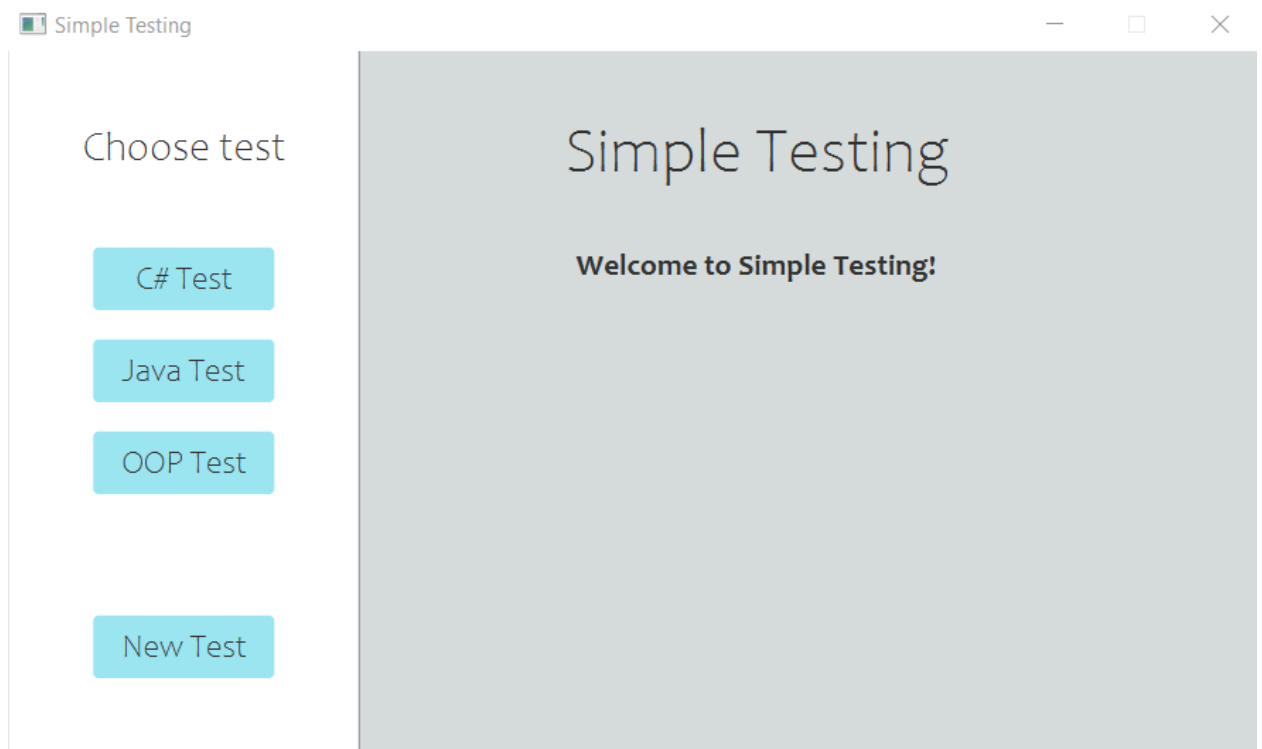 Simple Testing
Choose test
C# Test
Java Test
OOP Test
New Test
Simple Testing
Welcome to Simple Testing!